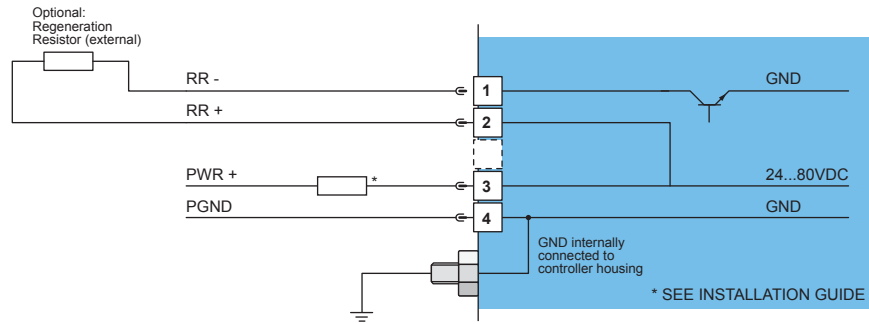 Optional:
Regeneration
Resistor (external)
RR -
1
GND
RR +
2
PWR +
*
3
24...80VDC
PGND
4
GND
GND internally
connected to
controller housing
* SEE INSTALLATION GUIDE